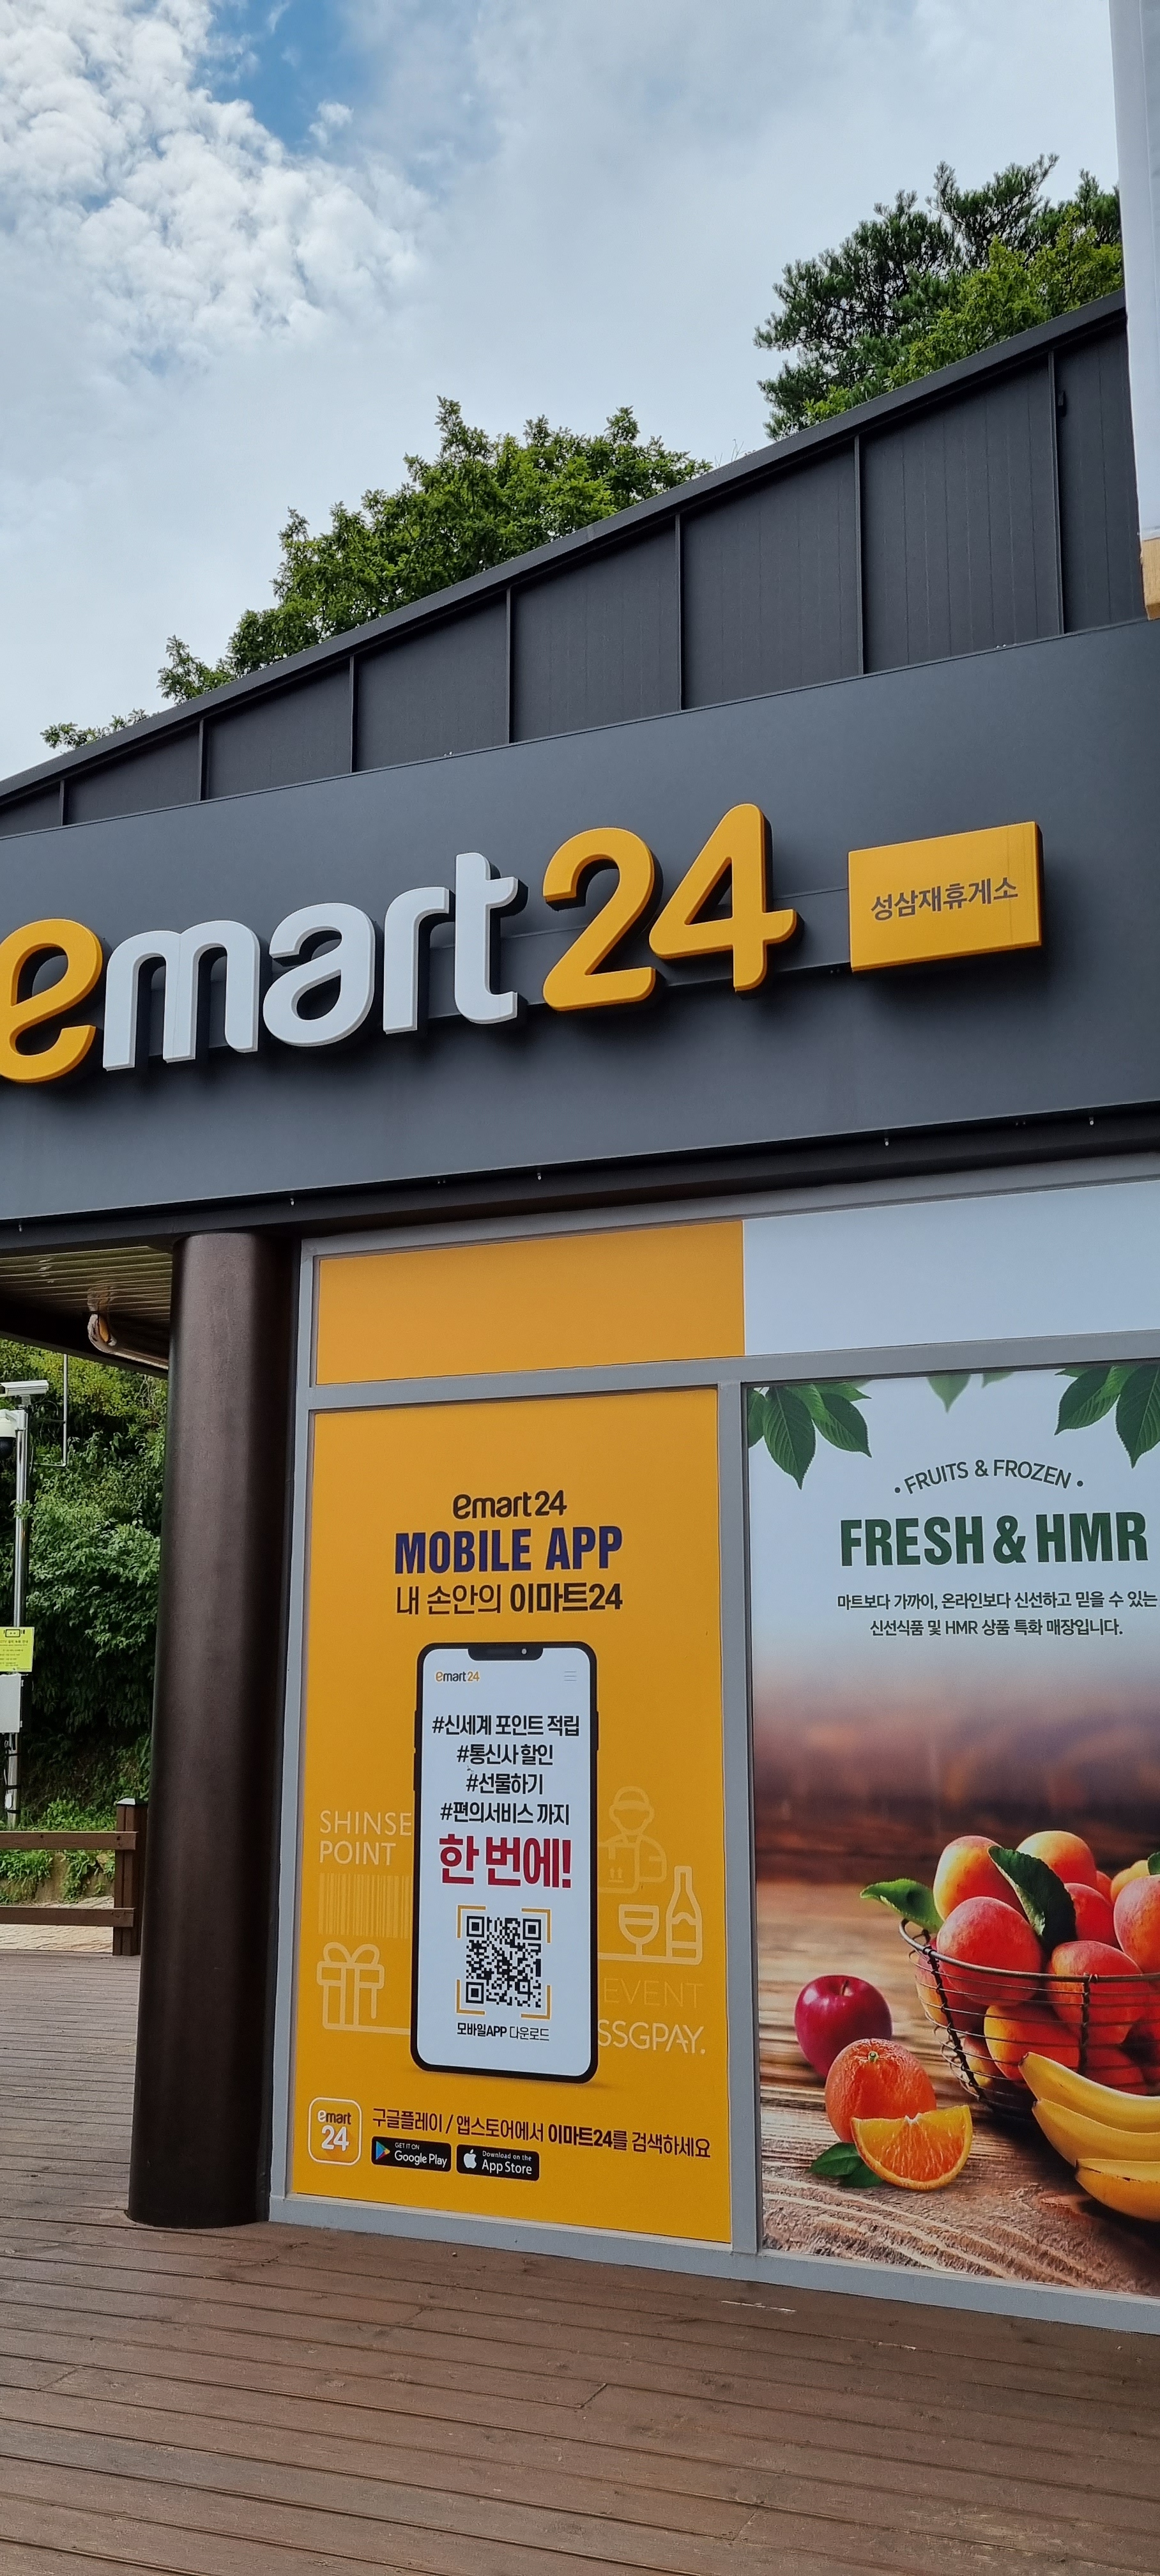 emart24
성삼재휴게소
emart24
MOBILE APP
내 손안의 이마트24
emart24
#신세계 포인트 적립
#통신사 할인
#선물하기
#편의서비스 까지
한 번에!
모바일APP 다운로드
SHINSE
POINT
EVENT
SSGPAY.
emart
24
구글플레이 / 앱스토어에서 이마트24를 검색하세요
GET IT ON
Google Play
Download on the
App Store
FRUITS & FROZEN
FRESH & HMR
마트보다 가까이, 온라인보다 신선하고 믿을 수 있는
신선식품 및 HMR 상품 특화 매장입니다.